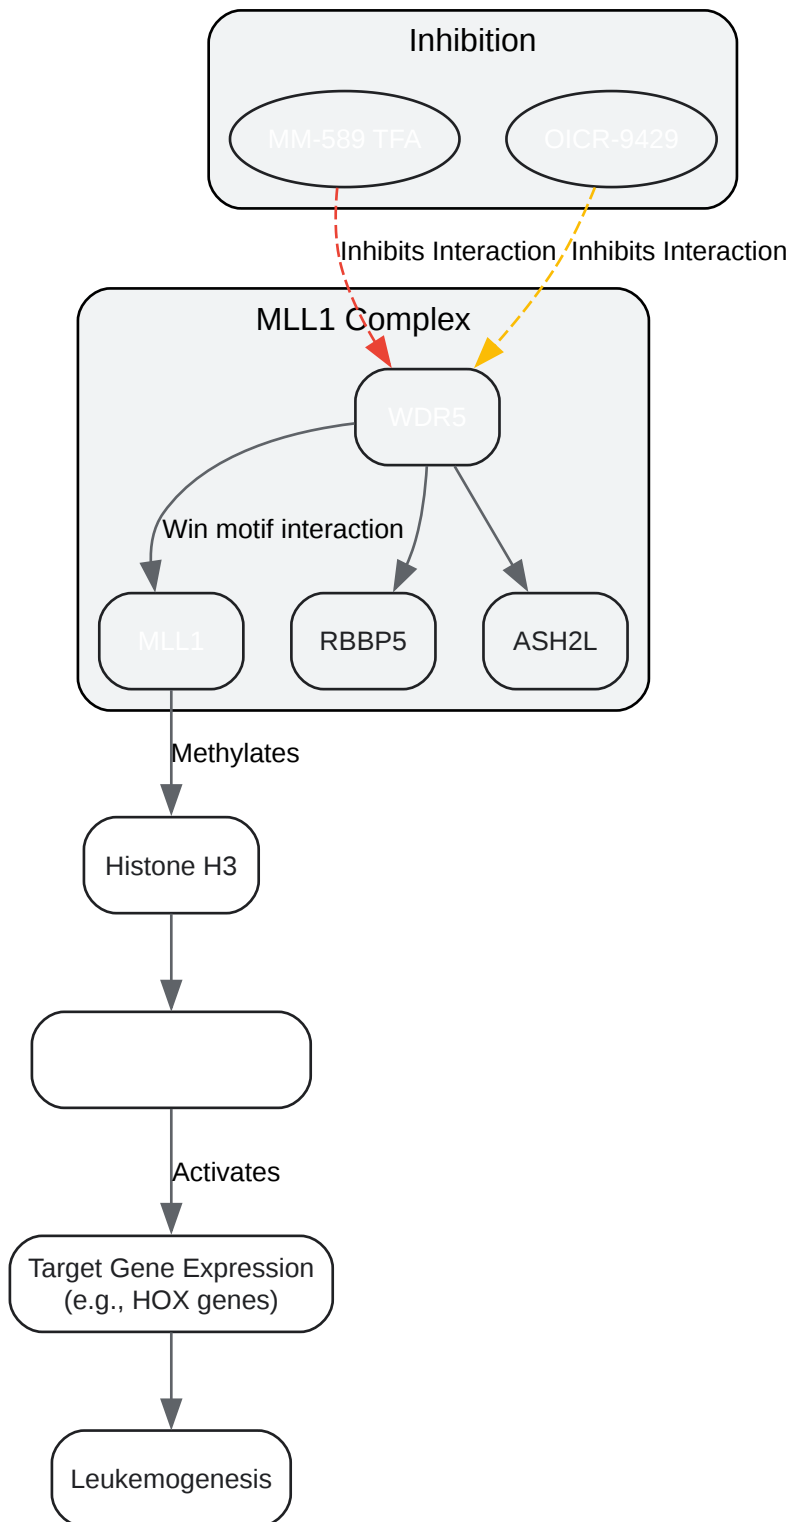 Inhibition
MM-589 TFA
OICR-9429
Inhibits Interaction
Inhibits Interaction
MLL1 Complex
WDR5
Win motif interaction
MLL1
RBBP5
ASH2L
Methylates
Histone H3
Activates
Target Gene Expression
(e.g., HOX genes)
Leukemogenesis